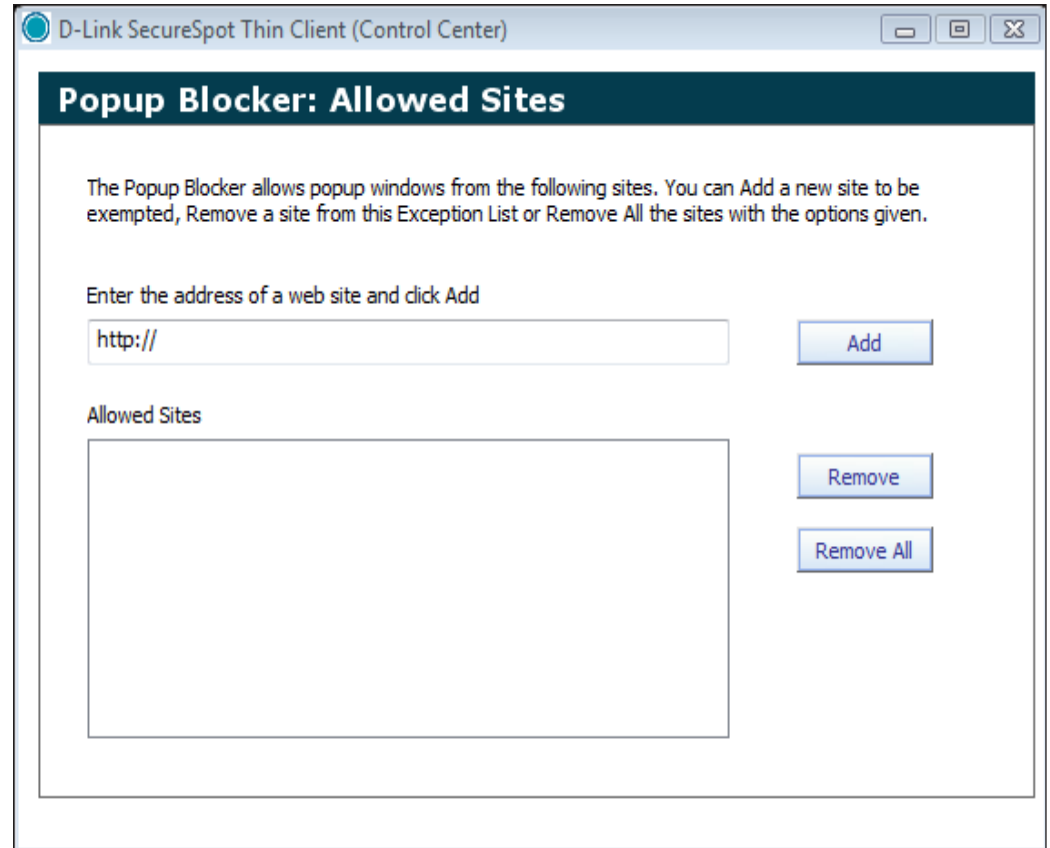 D-Link SecureSpot Thin Client (Control Center)
Popup Blocker: Allowed Sites
The Popup Blocker allows popup windows from the following sites. You can Add a new site to be
exempted, Remove a site from this Exception List or Remove All the sites with the options given.
Enter the address of a web site and click Add
http://
Add
Allowed Sites
Remove
Remove All